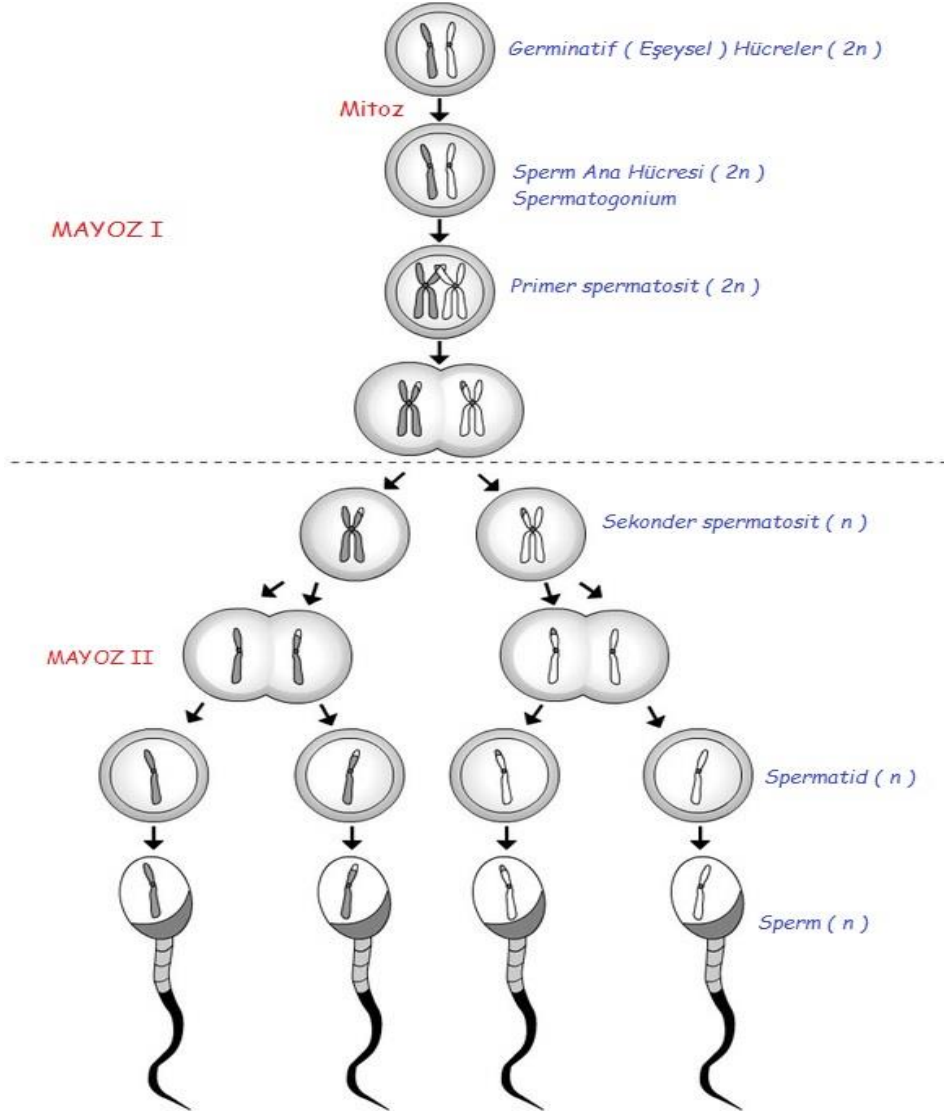 Germinatif ( Eşeysel ) Hücreler ( 2n )
Mitoz
Sperm Ana Hücresi ( 2n )
Spermatogonium
MAYOZ I
Primer spermatosit ( 2n )
Sekonder spermatosit ( n )
MAYOZ II
Spermatid ( n )
Sperm ( n )